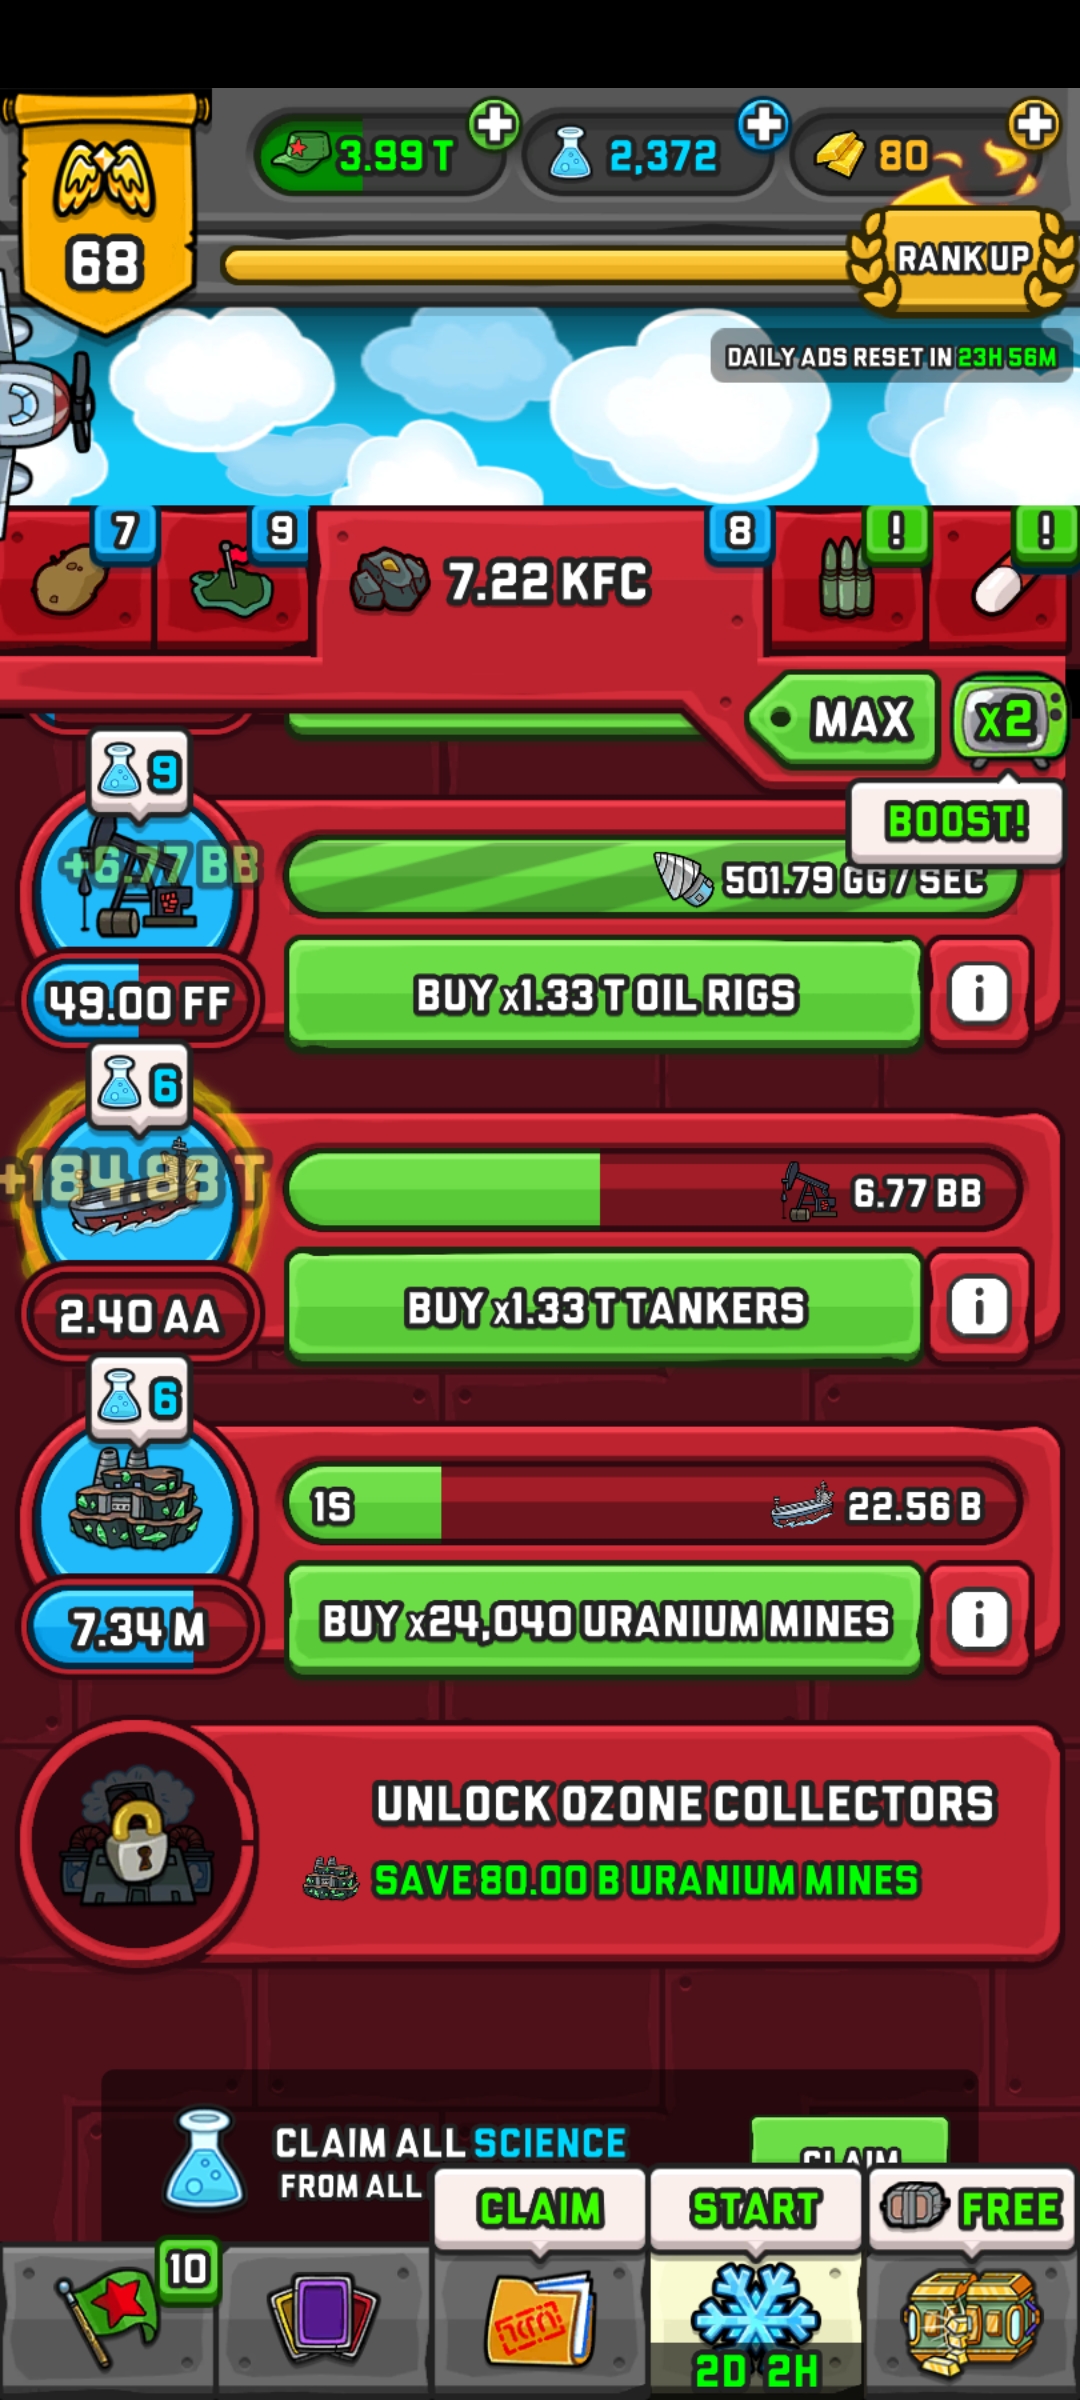 3.99 T
2,372
80
68
RANK UP
DAILY ADS RESET IN 23H 56M
7
9
8
!
!
7.22 KFC
MAX
x2
BOOST!
9
+6.77 BB
501.79 GG / SEC
49.00 FF
BUY x1.33 T OIL RIGS
i
6
+184.88 T
6.77 BB
2.40 AA
BUY x1.33 T TANKERS
i
6
1S
22.56 B
7.34 M
BUY x24,040 URANIUM MINES
i
UNLOCK OZONE COLLECTORS
SAVE 80.00 B URANIUM MINES
CLAIM ALL SCIENCE
CLAIM
FROM ALL
CLAIM
START
FREE
10
2D 2H